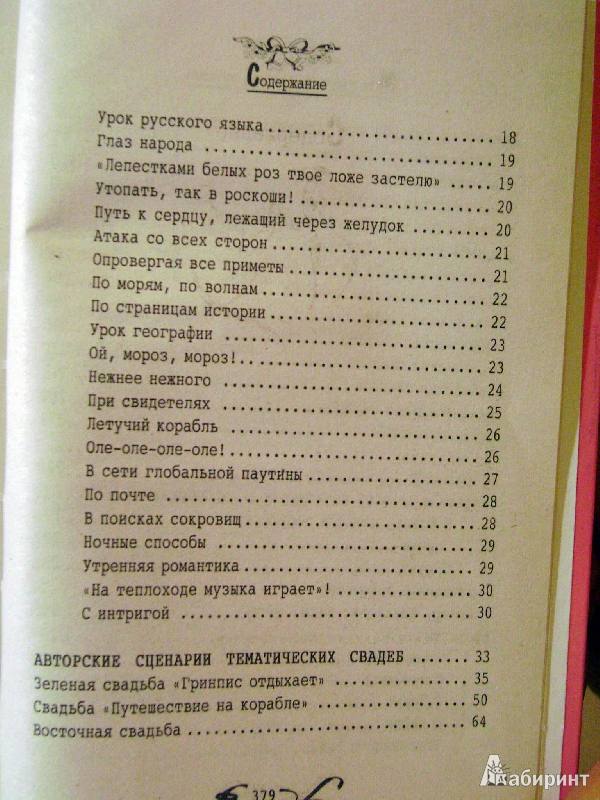 Содержание
Урок русского языка 18
Глаз народа 19
«Лепестками белых роз твое ложе застелю» 19
Утопать, так в роскоши! 20
Путь к сердцу, лежащий через желудок 20
Атака со всех сторон 21
Опровергая все приметы 21
По морям, по волнам 22
По страницам истории 22
Урок географии 23
Ой, мороз, мороз! 23
Нежнее нежного 24
При свидетелях 25
Летучий корабль 26
Оле-оле-оле-оле! 26
В сети глобальной паутины 27
По почте 28
В поисках сокровищ 28
Ночные способы 29
Утренняя романтика 29
«На теплоходе музыка играет»! 30
С интригой 30
АВТОРСКИЕ СЦЕНАРИИ ТЕМАТИЧЕСКИХ СВАДЕБ 33
Зеленая свадьба «Гринпис отдыхает» 35
Свадьба «Путешествие на корабле» 50
Восточная свадьба 64
379
Лабиринт